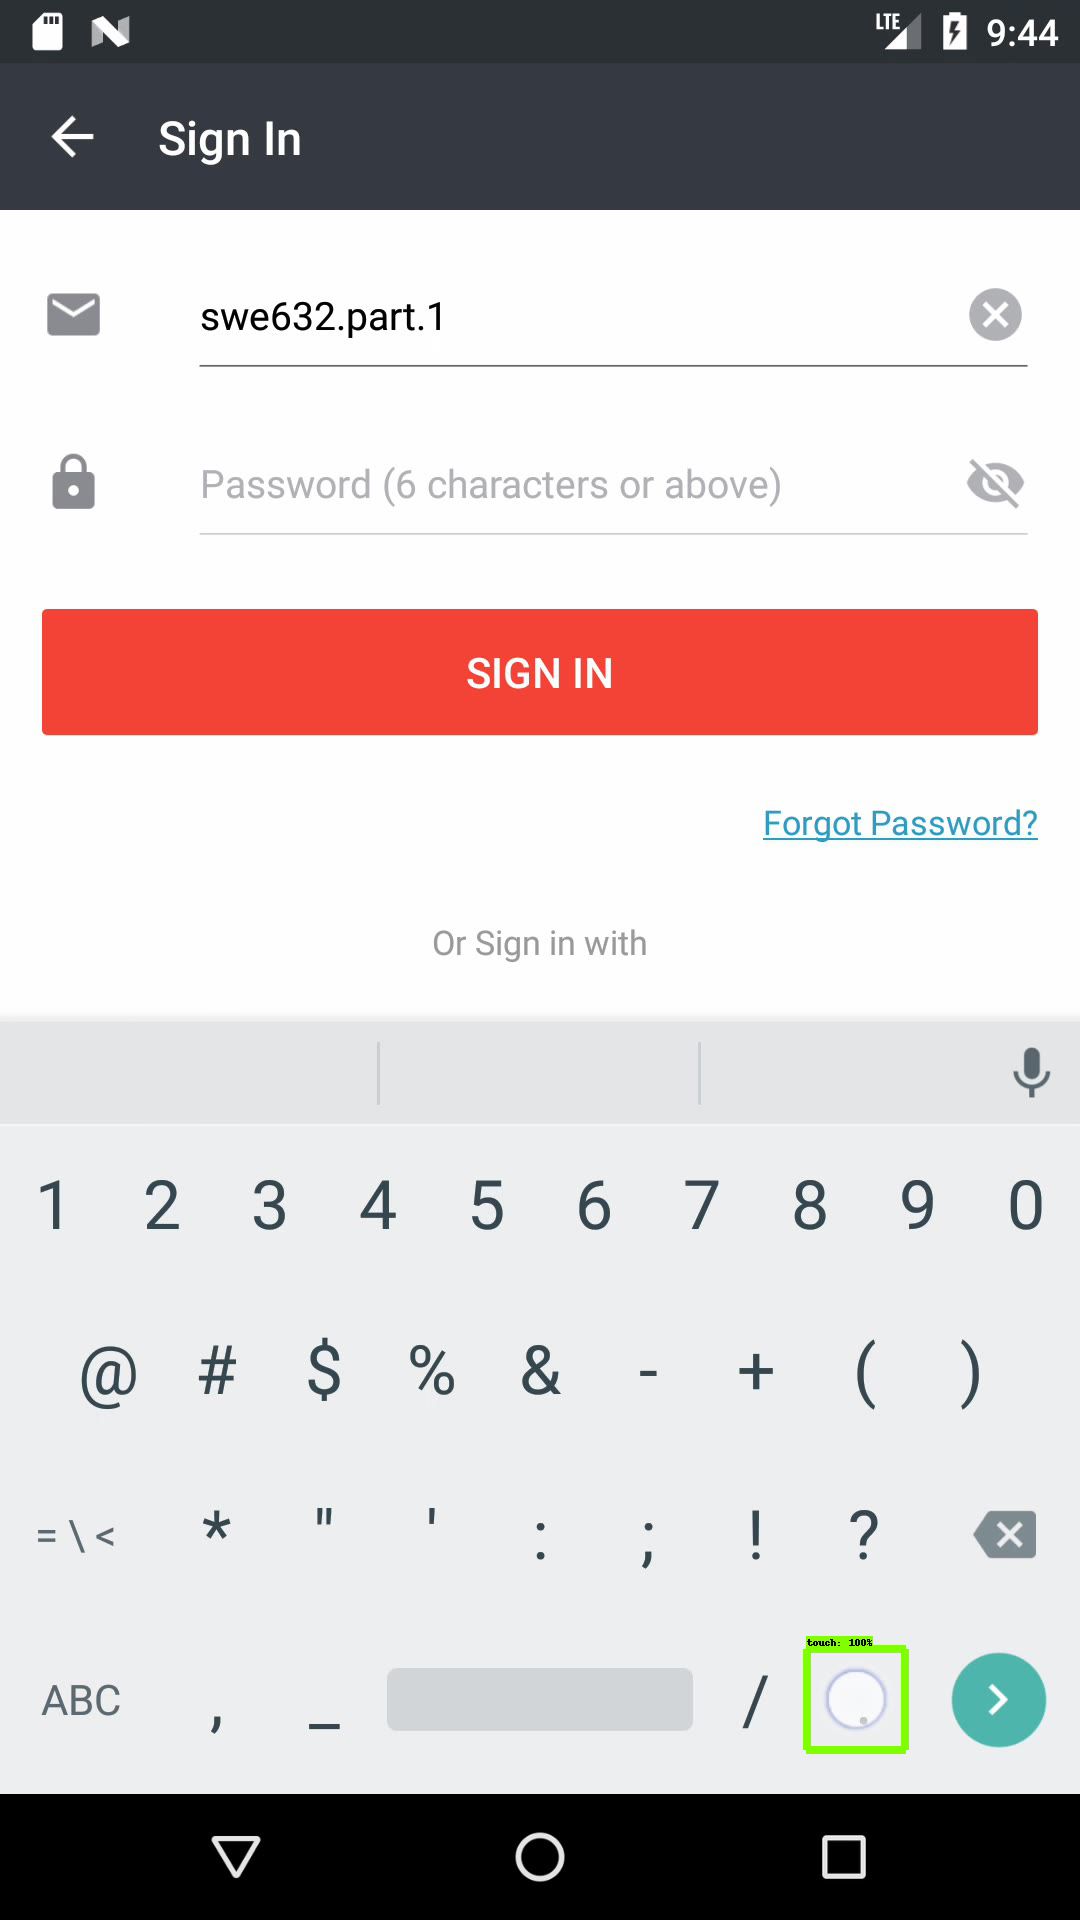 LTE 9:44
Sign In
swe632.part.1
Password (6 characters or above)
SIGN IN
Forgot Password?
Or Sign in with
1 2 3 4 5 6 7 8 9 0
@ # $ % & - + ( )
= \ < * " ' : ; ! ?
touch: 100%
ABC , _ / .